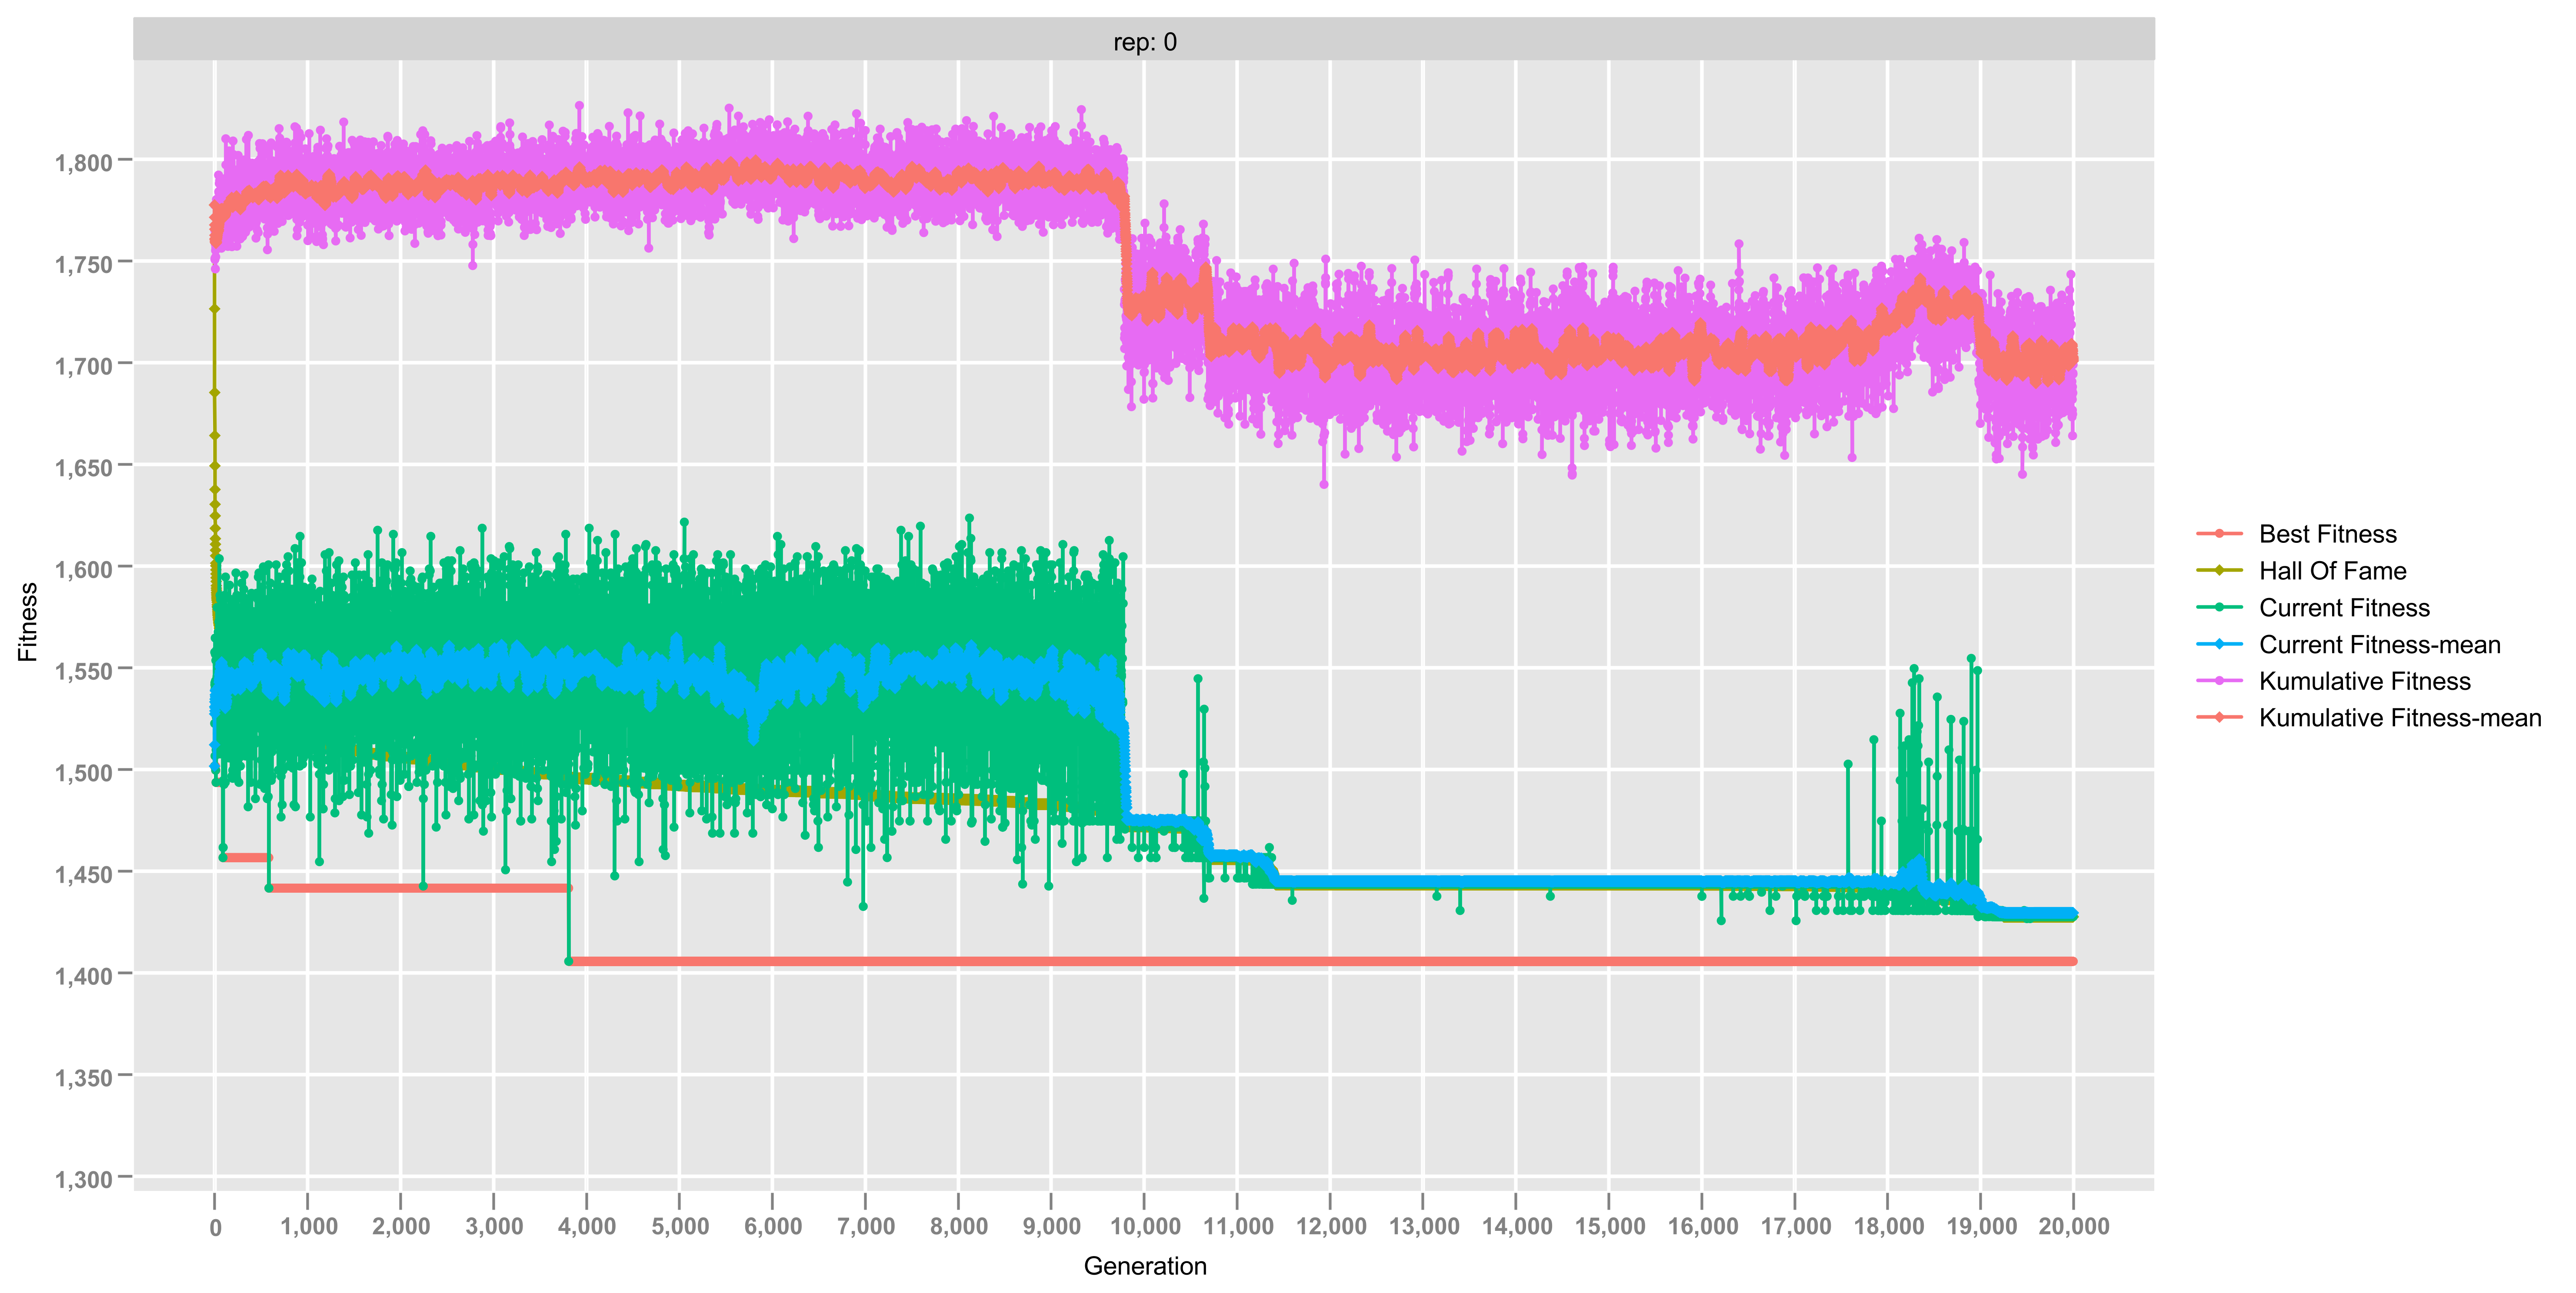 rep: 0
1,800
1,750
1,700
1,650
1,600
1,550
1,500
1,450
1,400
1,350
1,300
Fitness
0 1,000 2,000 3,000 4,000 5,000 6,000 7,000 8,000 9,000 10,000 11,000 12,000 13,000 14,000 15,000 16,000 17,000 18,000 19,000 20,000
Generation
Best Fitness
Hall Of Fame
Current Fitness
Current Fitness-mean
Kumulative Fitness
Kumulative Fitness-mean